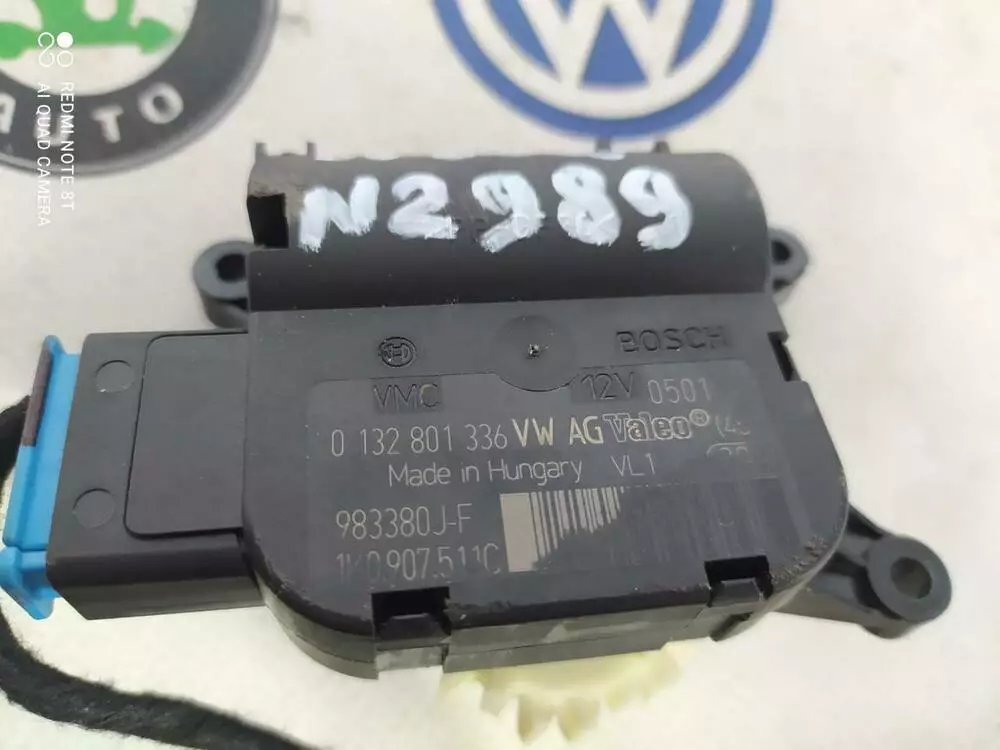 AUTO
REDMI NOTE 8T
AI QUAD CAMERA
N2989
BOSCH
VMC 12V 0501
0 132 801 336 VW AG Valeo®
Made in Hungary VL1
983380J-F
1K0.907.511C